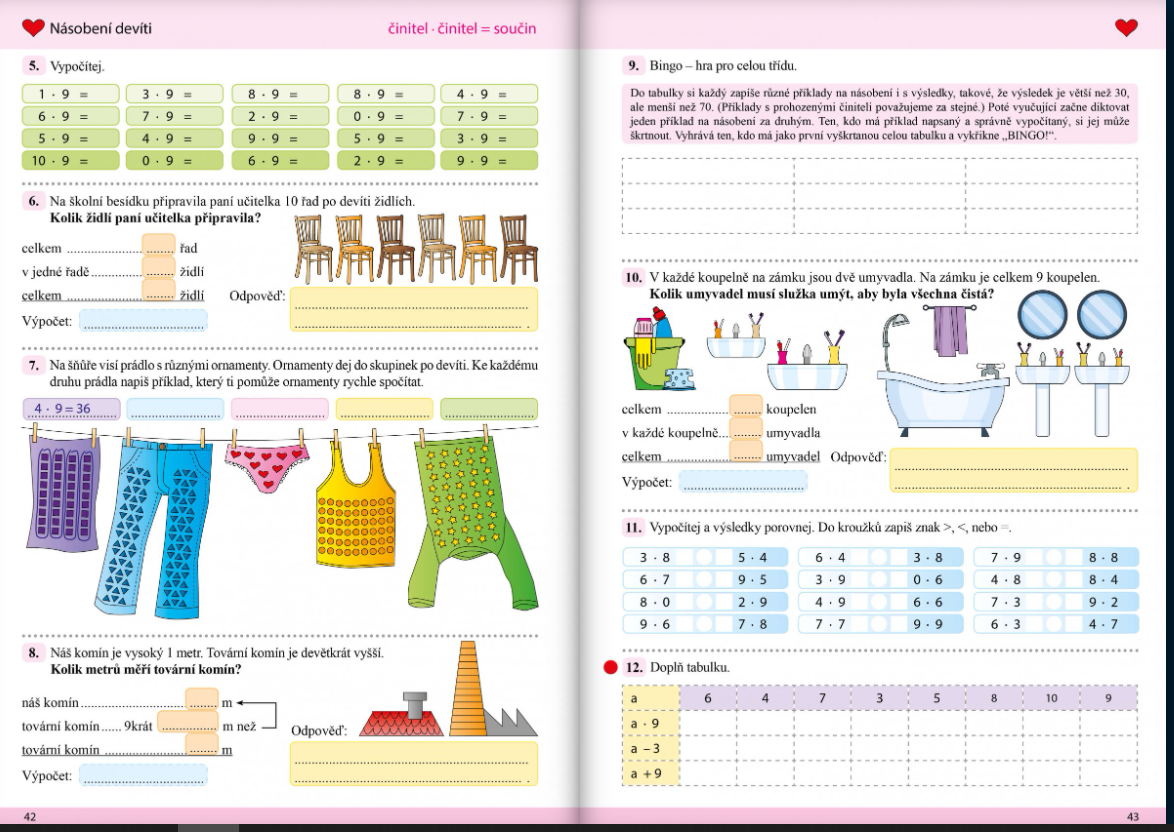 Násobení devíti
činitel · činitel = součin
5. Vypočítej.
1 · 9 = 3 · 9 = 8 · 9 = 8 · 9 = 4 · 9 =
6 · 9 = 7 · 9 = 2 · 9 = 0 · 9 = 7 · 9 =
5 · 9 = 4 · 9 = 9 · 9 = 5 · 9 = 3 · 9 =
10 · 9 = 0 · 9 = 6 · 9 = 2 · 9 = 9 · 9 =
6. Na školní besídku připravila paní učitelka 10 řad po devíti židlích.
Kolik židlí paní učitelka připravila?
celkem ........ řad
v jedné řadě ........ židlí
celkem ........ židlí
Odpověď:
Výpočet:
7. Na šňůře visí prádlo s různými ornamenty. Ornamenty dej do skupinek po devíti. Ke každému
druhu prádla napiš příklad, který ti pomůže ornamenty rychle spočítat.
4 · 9 = 36
8. Náš komín je vysoký 1 metr. Tovární komín je devětkrát vyšší.
Kolik metrů měří tovární komín?
náš komín ........ m
tovární komín ...... 9krát ........ m než
tovární komín ........ m
Odpověď:
Výpočet:
42
9. Bingo – hra pro celou třídu.
Do tabulky si každý zapíše různé příklady na násobení i s výsledky, takové, že výsledek je větší než 30,
ale menší než 70. (Příklady s prohozenými činiteli považujeme za stejné.) Poté vyučující začne diktovat
jeden příklad na násobení za druhým. Ten, kdo má příklad napsaný a správně vypočítaný, si jej může
škrtnout. Vyhrává ten, kdo má jako první vyškrtanou celou tabulku a vykřikne „BINGO!“.
10. V každé koupelně na zámku jsou dvě umyvadla. Na zámku je celkem 9 koupelen.
Kolik umyvadel musí služka umýt, aby byla všechna čistá?
celkem ........ koupelen
v každé koupelně... ........ umyvadla
celkem ........ umyvadel
Odpověď:
Výpočet:
11. Vypočítej a výsledky porovnej. Do kroužků zapiš znak >, <, nebo =.
3 · 8 5 · 4 6 · 4 3 · 8 7 · 9 8 · 8
6 · 7 9 · 5 3 · 9 0 · 6 4 · 8 8 · 4
8 · 0 2 · 9 4 · 9 6 · 6 7 · 3 9 · 2
9 · 6 7 · 8 7 · 7 9 · 9 6 · 3 4 · 7
12. Doplň tabulku.
a 6 4 7 3 5 8 10 9
a · 9
a – 3
a + 9
43